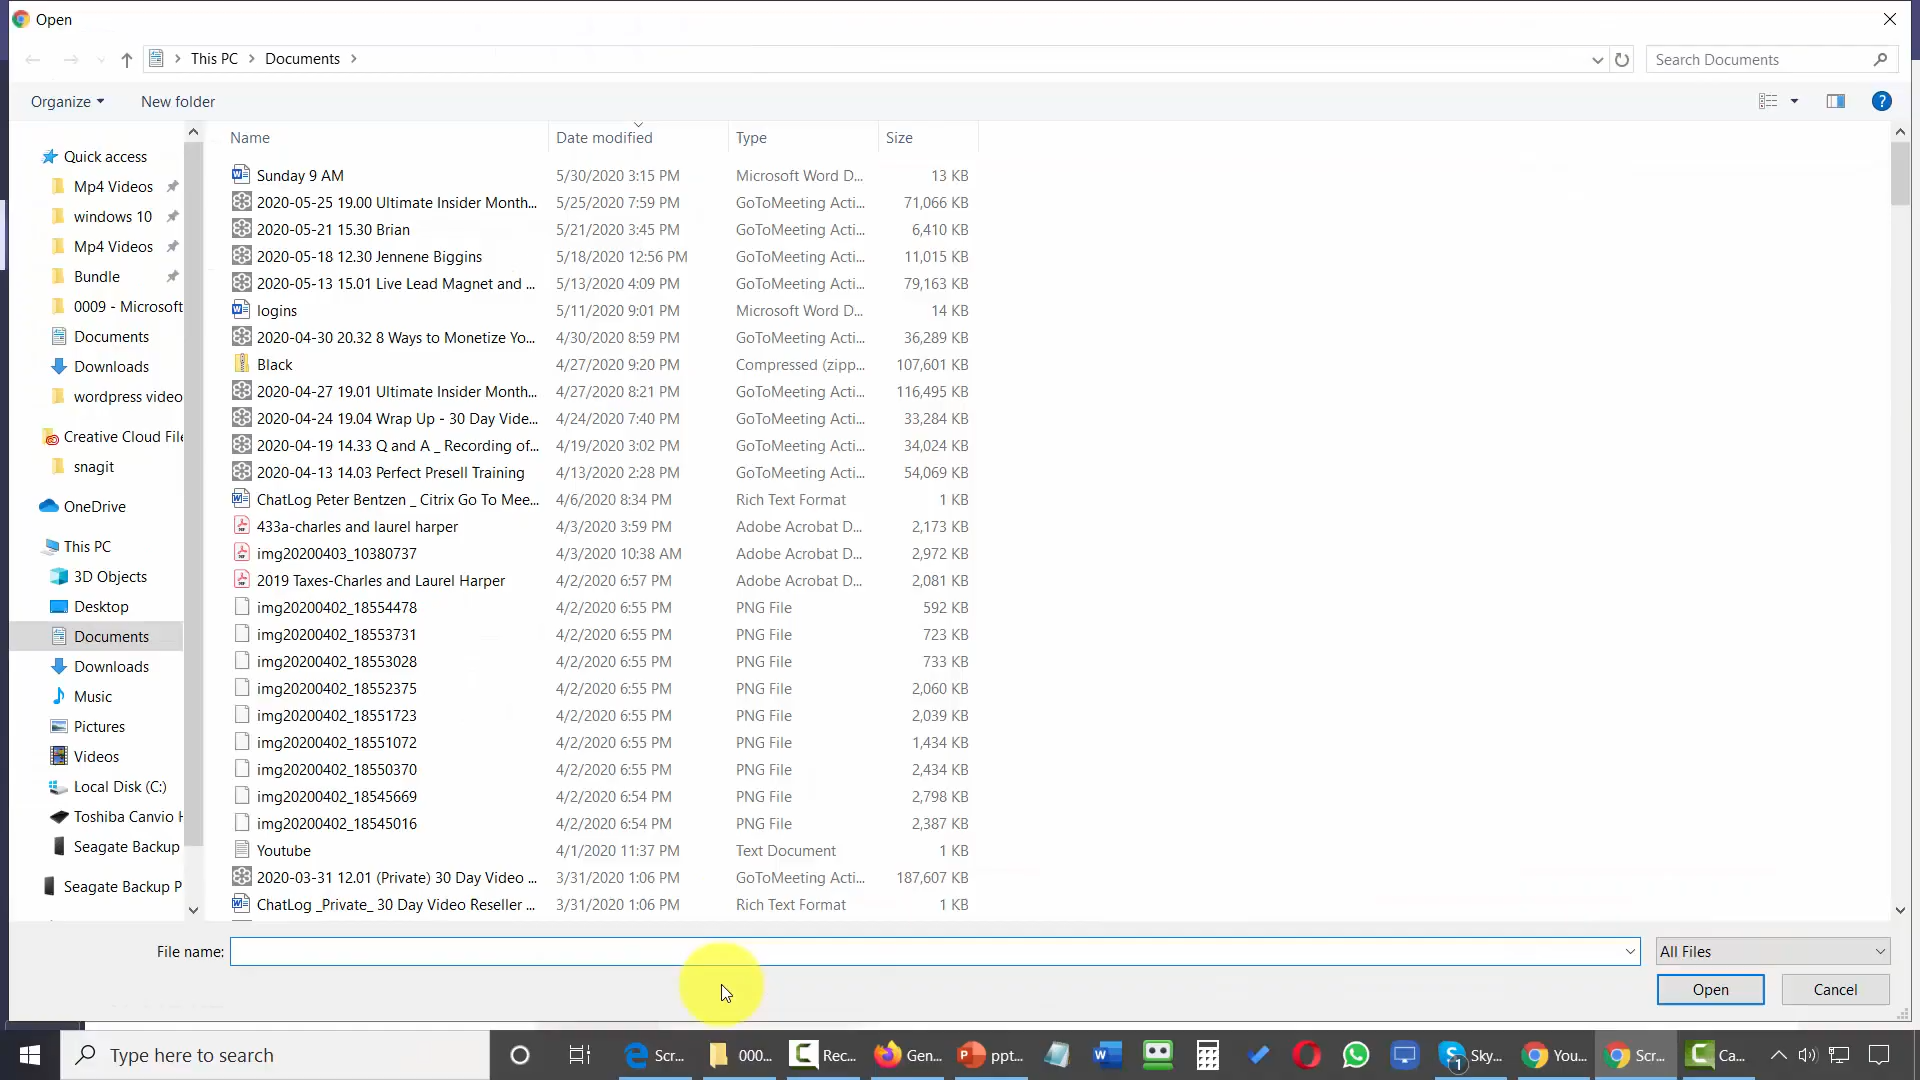 Open
This PC > Documents >
Search Documents
Organize
New folder
Name
Date modified
Type
Size
Quick access
Mp4 Videos
windows 10
Mp4 Videos
Bundle
0009 - Microsoft
Documents
Downloads
wordpress video
Creative Cloud File
snagit
OneDrive
This PC
3D Objects
Desktop
Documents
Downloads
Music
Pictures
Videos
Local Disk (C:)
Toshiba Canvio H
Seagate Backup
Seagate Backup P
Sunday 9 AM 5/30/2020 3:15 PM Microsoft Word D... 13 KB
2020-05-25 19.00 Ultimate Insider Month... 5/25/2020 7:59 PM GoToMeeting Acti... 71,066 KB
2020-05-21 15.30 Brian 5/21/2020 3:45 PM GoToMeeting Acti... 6,410 KB
2020-05-18 12.30 Jennene Biggins 5/18/2020 12:56 PM GoToMeeting Acti... 11,015 KB
2020-05-13 15.01 Live Lead Magnet and ... 5/13/2020 4:09 PM GoToMeeting Acti... 79,163 KB
logins 5/11/2020 9:01 PM Microsoft Word D... 14 KB
2020-04-30 20.32 8 Ways to Monetize Yo... 4/30/2020 8:59 PM GoToMeeting Acti... 36,289 KB
Black 4/27/2020 9:20 PM Compressed (zipp... 107,601 KB
2020-04-27 19.01 Ultimate Insider Month... 4/27/2020 8:21 PM GoToMeeting Acti... 116,495 KB
2020-04-24 19.04 Wrap Up - 30 Day Vide... 4/24/2020 7:40 PM GoToMeeting Acti... 33,284 KB
2020-04-19 14.33 Q and A _ Recording of... 4/19/2020 3:02 PM GoToMeeting Acti... 34,024 KB
2020-04-13 14.03 Perfect Presell Training 4/13/2020 2:28 PM GoToMeeting Acti... 54,069 KB
ChatLog Peter Bentzen _ Citrix Go To Mee... 4/6/2020 8:34 PM Rich Text Format 1 KB
433a-charles and laurel harper 4/3/2020 3:59 PM Adobe Acrobat D... 2,173 KB
img20200403_10380737 4/3/2020 10:38 AM Adobe Acrobat D... 2,972 KB
2019 Taxes-Charles and Laurel Harper 4/2/2020 6:57 PM Adobe Acrobat D... 2,081 KB
img20200402_18554478 4/2/2020 6:55 PM PNG File 592 KB
img20200402_18553731 4/2/2020 6:55 PM PNG File 723 KB
img20200402_18553028 4/2/2020 6:55 PM PNG File 733 KB
img20200402_18552375 4/2/2020 6:55 PM PNG File 2,060 KB
img20200402_18551723 4/2/2020 6:55 PM PNG File 2,039 KB
img20200402_18551072 4/2/2020 6:55 PM PNG File 1,434 KB
img20200402_18550370 4/2/2020 6:55 PM PNG File 2,434 KB
img20200402_18545669 4/2/2020 6:54 PM PNG File 2,798 KB
img20200402_18545016 4/2/2020 6:54 PM PNG File 2,387 KB
Youtube 4/1/2020 11:37 PM Text Document 1 KB
2020-03-31 12.01 (Private) 30 Day Video ... 3/31/2020 1:06 PM GoToMeeting Acti... 187,607 KB
ChatLog _Private_ 30 Day Video Reseller ... 3/31/2020 1:06 PM Rich Text Format 1 KB
File name:
All Files
Open
Cancel
Type here to search
Scr...
000...
Rec...
Gen...
ppt...
Sky...
1
You...
Scr...
Ca...